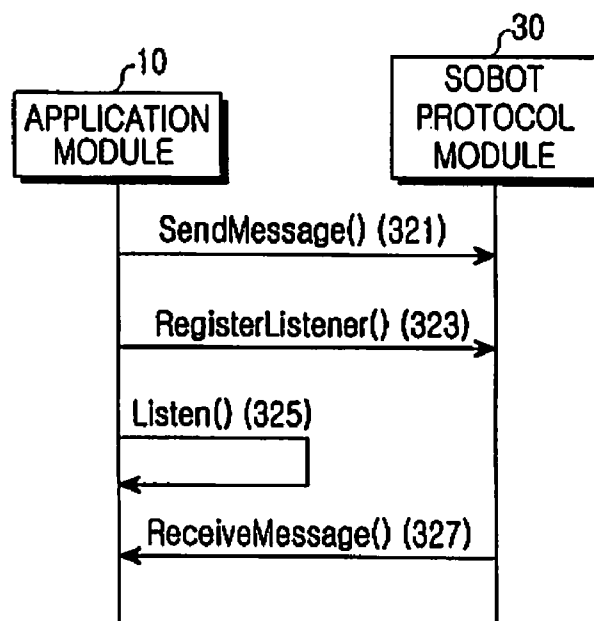 10
APPLICATION
MODULE
30
SOBOT
PROTOCOL
MODULE
SendMessage() (321)
RegisterListener() (323)
Listen() (325)
ReceiveMessage() (327)